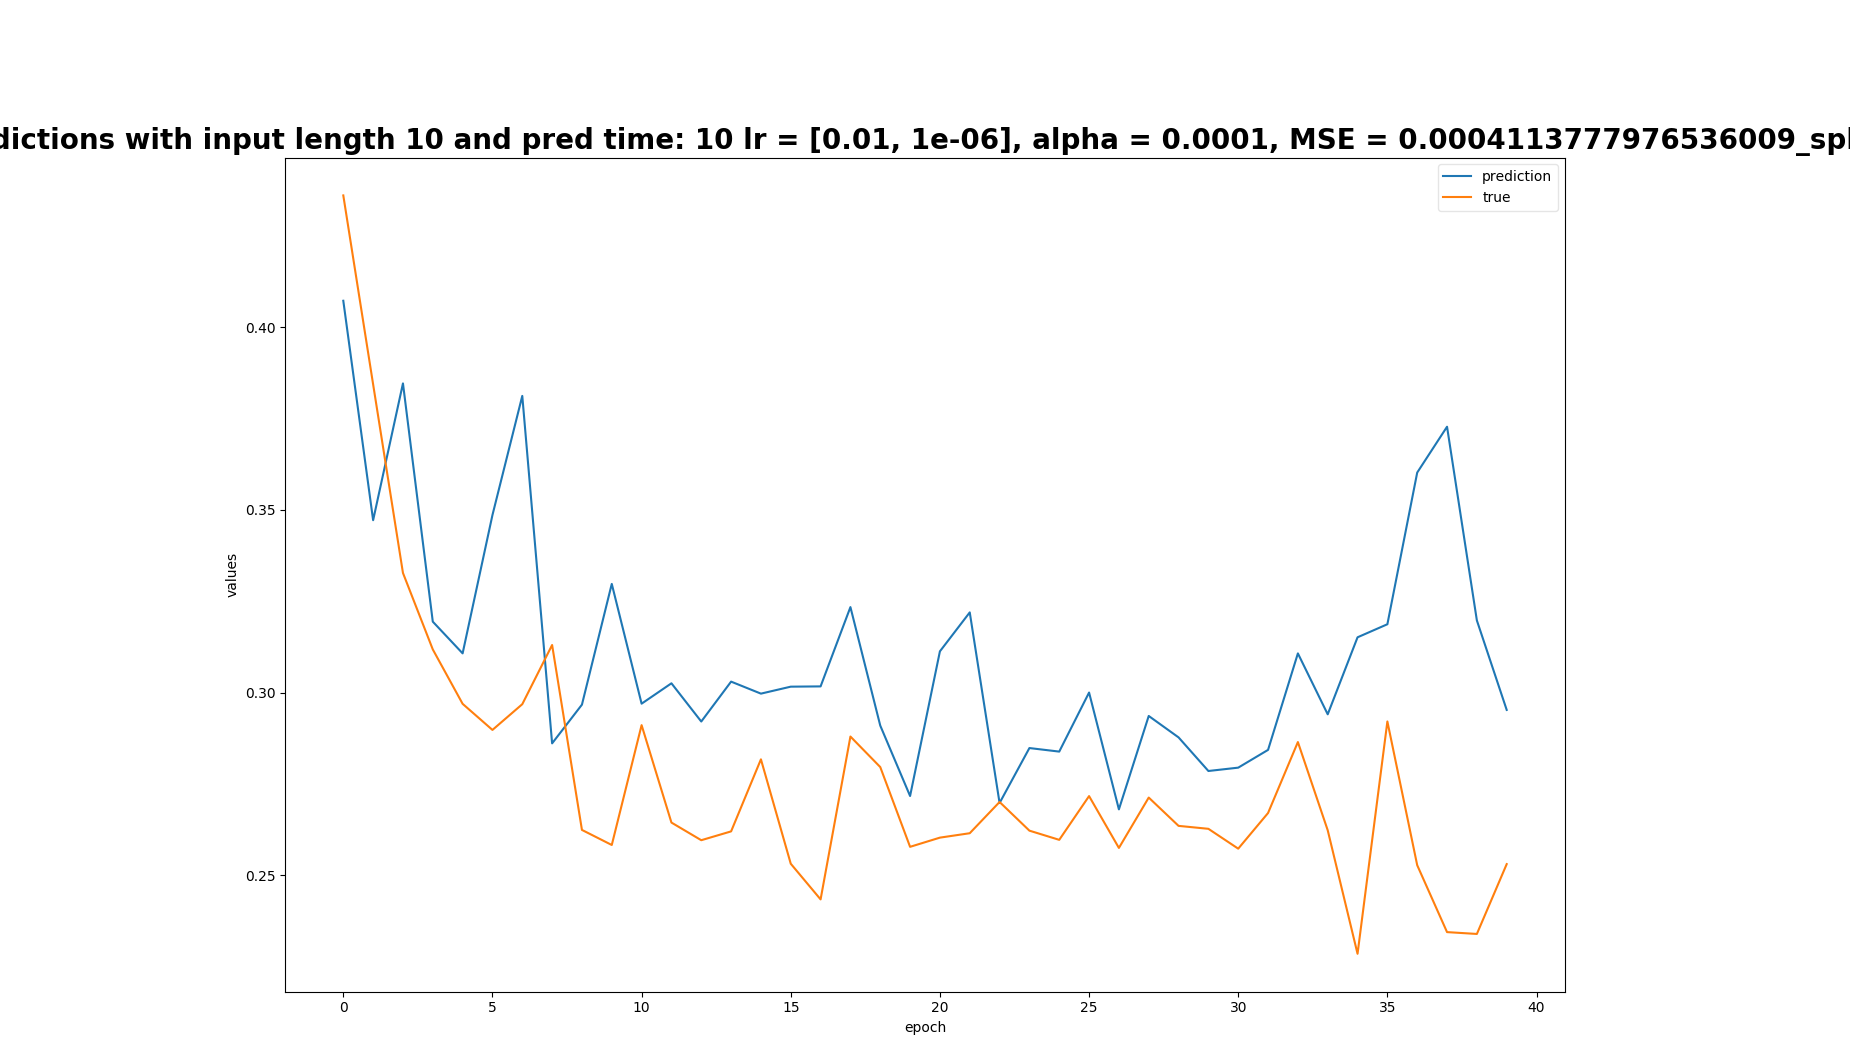 dictions with input length 10 and pred time: 10 lr = [0.01, 1e-06], alpha = 0.0001, MSE = 0.0004113777976536009_spl
prediction
true
0.40
0.35
0.30
0.25
values
0 5 10 15 20 25 30 35 40
epoch